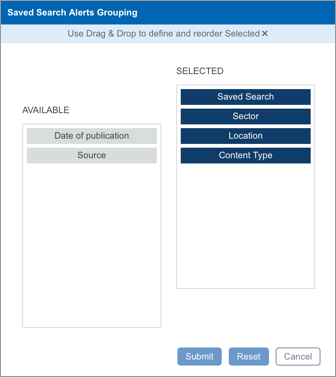 Saved Search Alerts Grouping
Use Drag & Drop to define and reorder Selected ✕
SELECTED
Saved Search
Sector
Location
Content Type
AVAILABLE
Date of publication
Source
Submit
Reset
Cancel